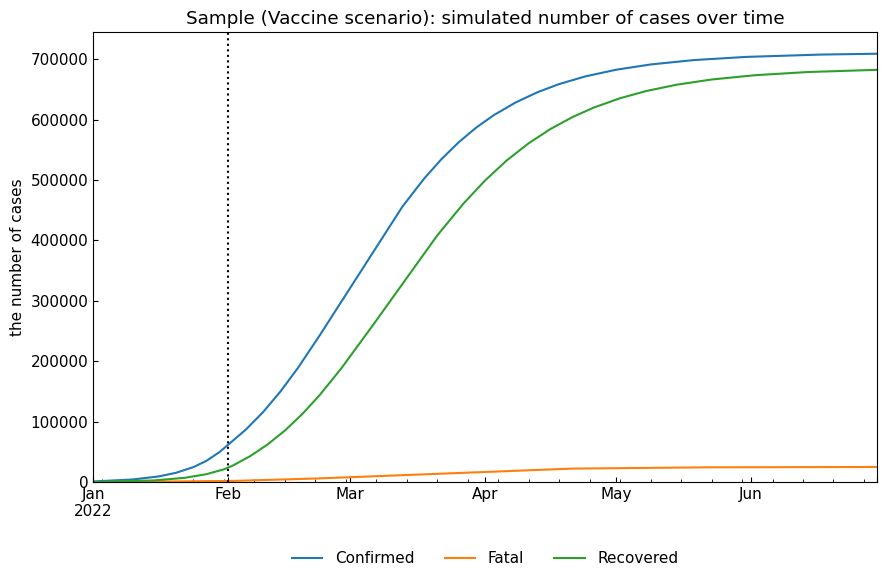 Sample (Vaccine scenario): simulated number of cases over time
the number of cases
700000
600000
500000
400000
300000
200000
100000
0
Jan Feb Mar Apr May Jun
2022
Confirmed Fatal Recovered